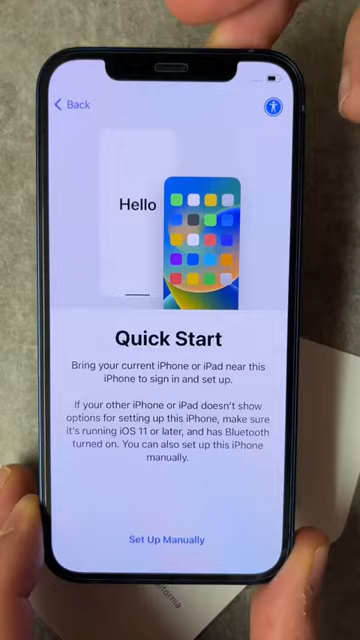 Back
Hello
Quick Start
Bring your current iPhone or iPad near this
iPhone to sign in and set up.
If your other iPhone or iPad doesn't show
options for setting up this iPhone, make sure
it's running iOS 11 or later, and has Bluetooth
turned on. You can also set up this iPhone
manually.
Set Up Manually